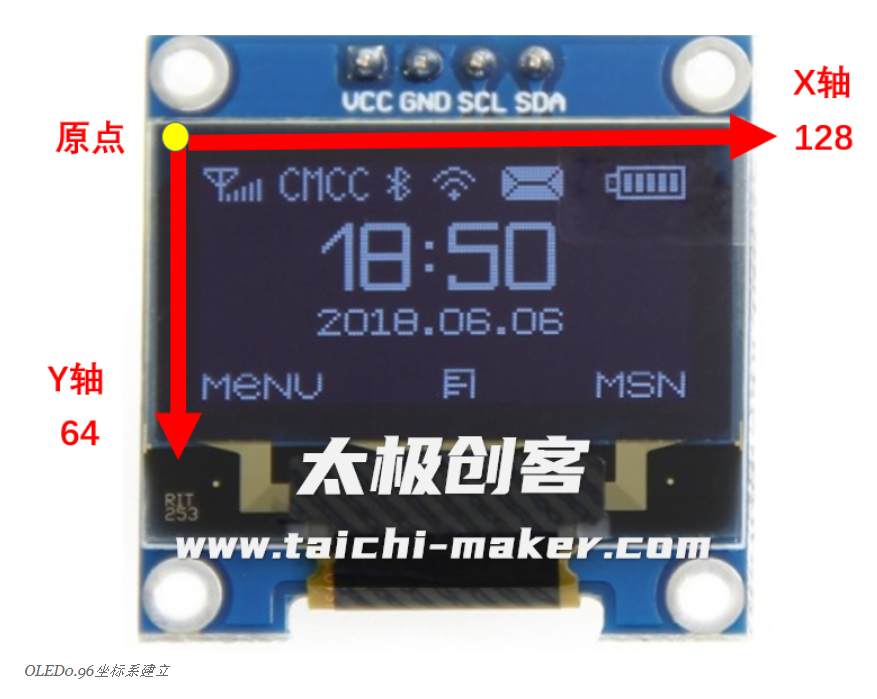 VCC GND SCL SDA
X轴
128
原点
CMCC
18:50
2018.06.06
Y轴
64
MENU
MSN
太极创客
RIT
253
www.taichi-maker.com
OLED0.96坐标系建立